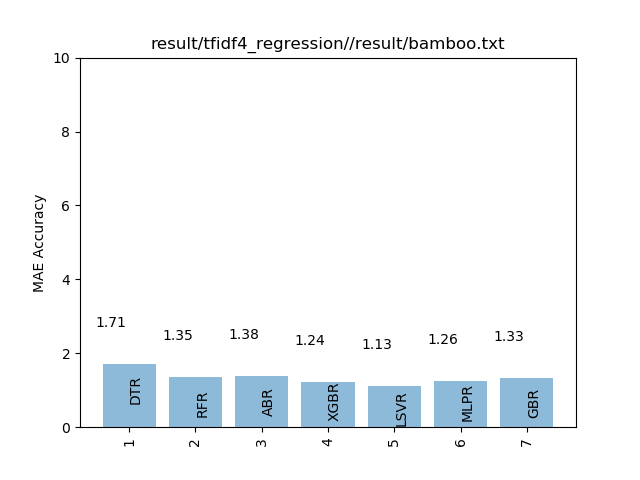 result/tfidf4_regression//result/bamboo.txt
10
8
6
4
2
0
MAE Accuracy
1.71
1.35
1.38
1.24
1.13
1.26
1.33
DTR
RFR
ABR
XGBR
LSVR
MLPR
GBR
1
2
3
4
5
6
7